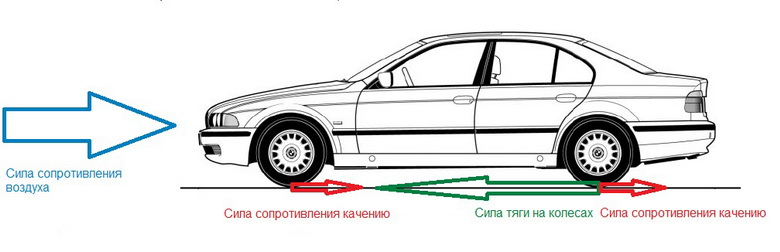 Сила сопротивления
воздуха
Сила сопротивления качению
Сила тяги на колесах
Сила сопротивления качению